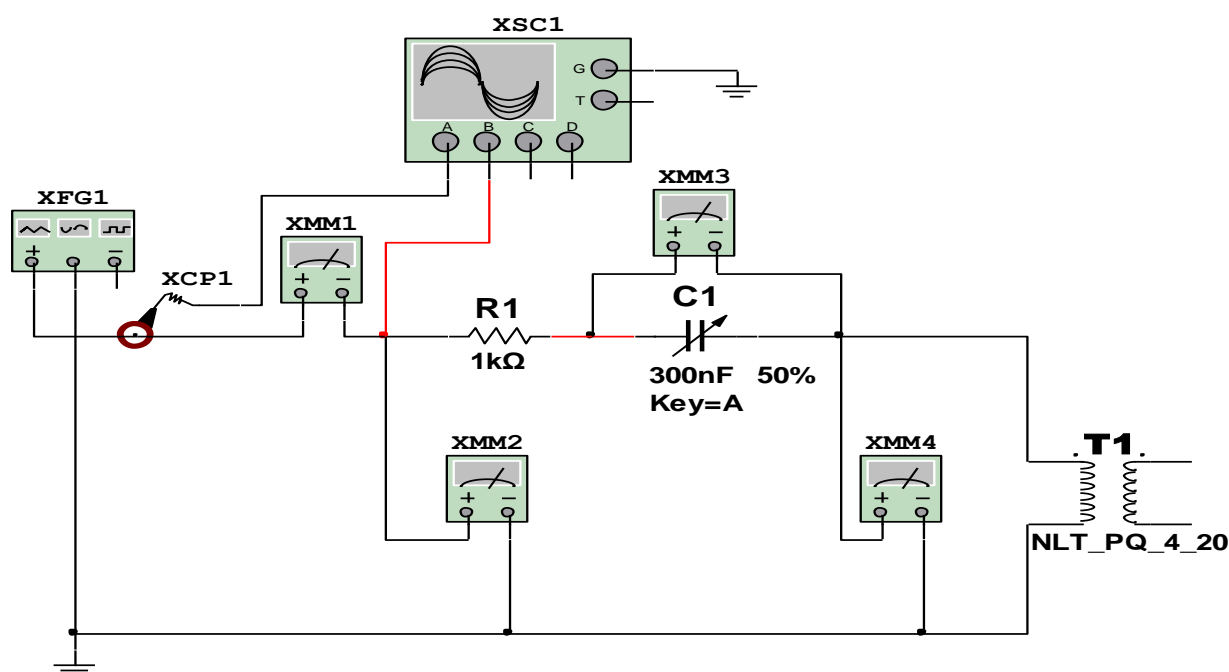 XSC1
G
T
A B C D
XFG1
+ −
XCP1
XMM1
+ −
XMM3
+ −
R1
1kΩ
C1
300nF 50%
Key=A
XMM2
+ −
XMM4
+ −
T1
NLT_PQ_4_20